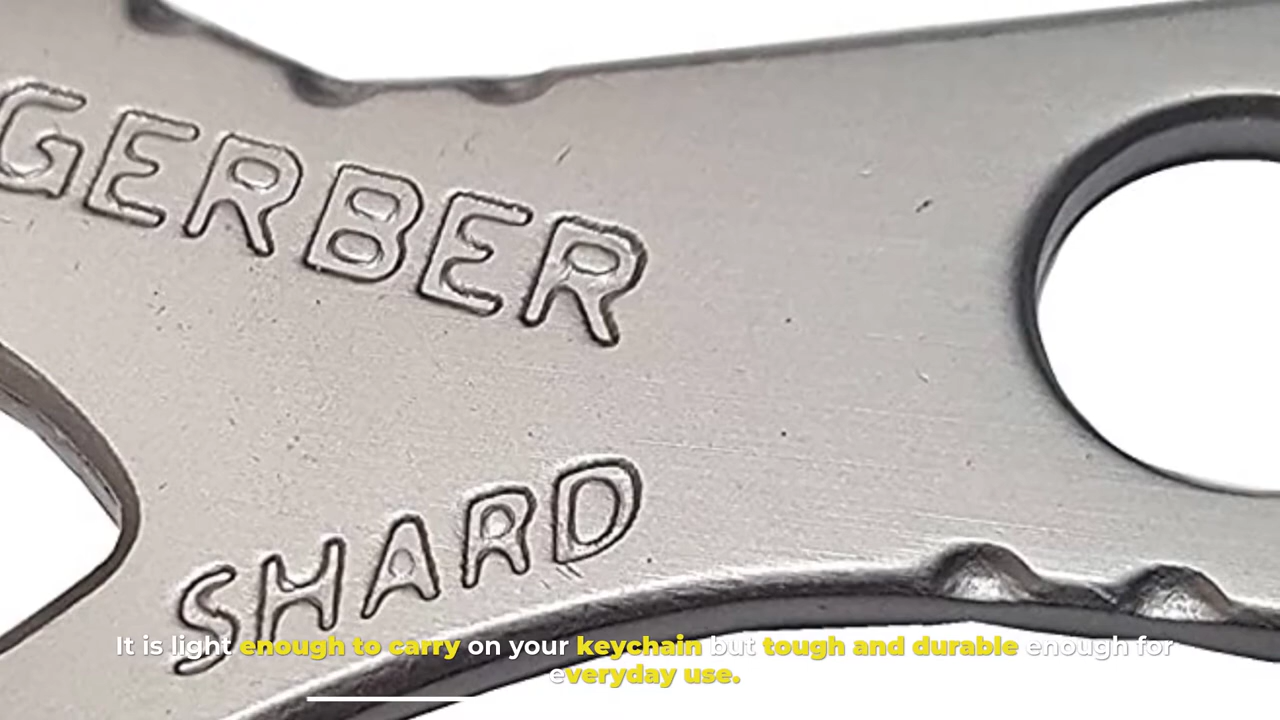 GERBER
SHARD
It is light enough to carry on your keychain but tough and durable enough for
everyday use.